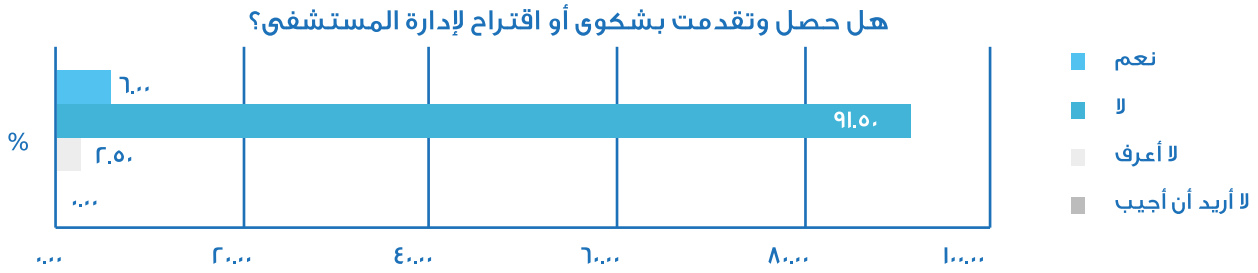 هل حصل وتقدمت بشكوى أو اقتراح لإدارة المستشفى؟
نعم
لا
لا أعرف
لا أريد أن أجيب
٦.٠٠
٩١.٥٠
%
٢.٥٠
٠.٠٠
٠.٠٠ ٢٠.٠٠ ٤٠.٠٠ ٦٠.٠٠ ٨٠.٠٠ ١٠٠.٠٠